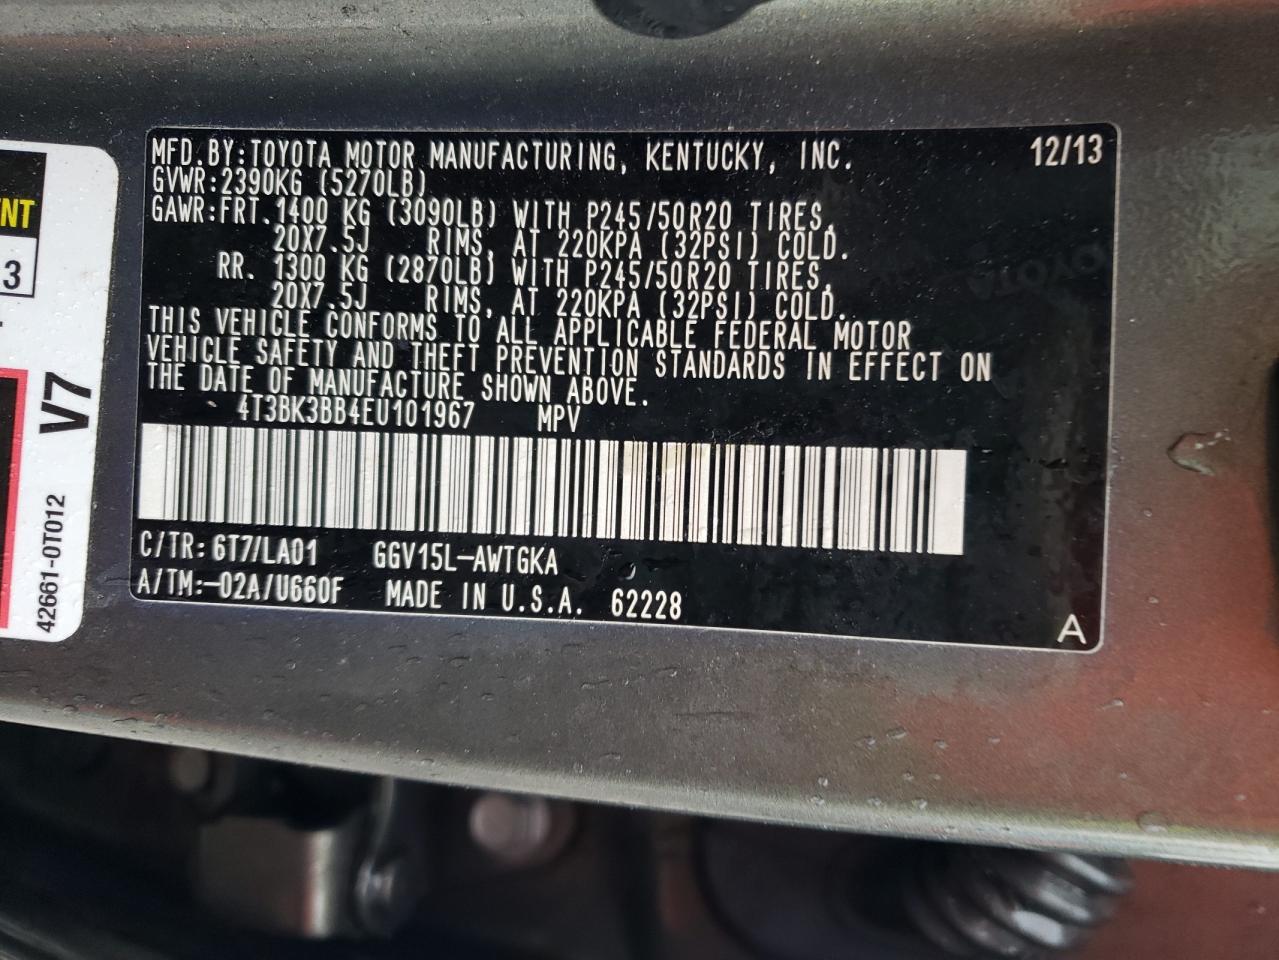 MFD.BY:TOYOTA MOTOR MANUFACTURING, KENTUCKY, INC. 12/13
GVWR:2390KG (5270LB)
GAWR:FRT.1400 KG (3090LB) WITH P245/50R20 TIRES,
20X7.5J RIMS, AT 220KPA (32PSI) COLD.
RR. 1300 KG (2870LB) WITH P245/50R20 TIRES,
20X7.5J RIMS, AT 220KPA (32PSI) COLD.
THIS VEHICLE CONFORMS TO ALL APPLICABLE FEDERAL MOTOR
VEHICLE SAFETY AND THEFT PREVENTION STANDARDS IN EFFECT ON
THE DATE OF MANUFACTURE SHOWN ABOVE.
4T3BK3BB4EU101967 MPV
C/TR:6T7/LA01 GGV15L-AWTGKA
A/TM:-02A/U660F MADE IN U.S.A. 62228
A
NT
3
V7
42661-0T012
TOYOTA